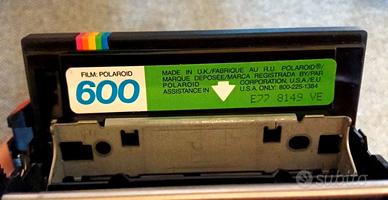 FILM: POLAROID
600
MADE IN U.K./FABRIQUE AU R.U. POLAROID®/
MARQUE DEPOSEE/MARCA REGISTRADA BY/PAR
POLAROID CORPORATION, U.S.A./E.U.
ASSISTANCE IN U.S.A. ONLY: 800-225-1384
E77 8149 VE
subito